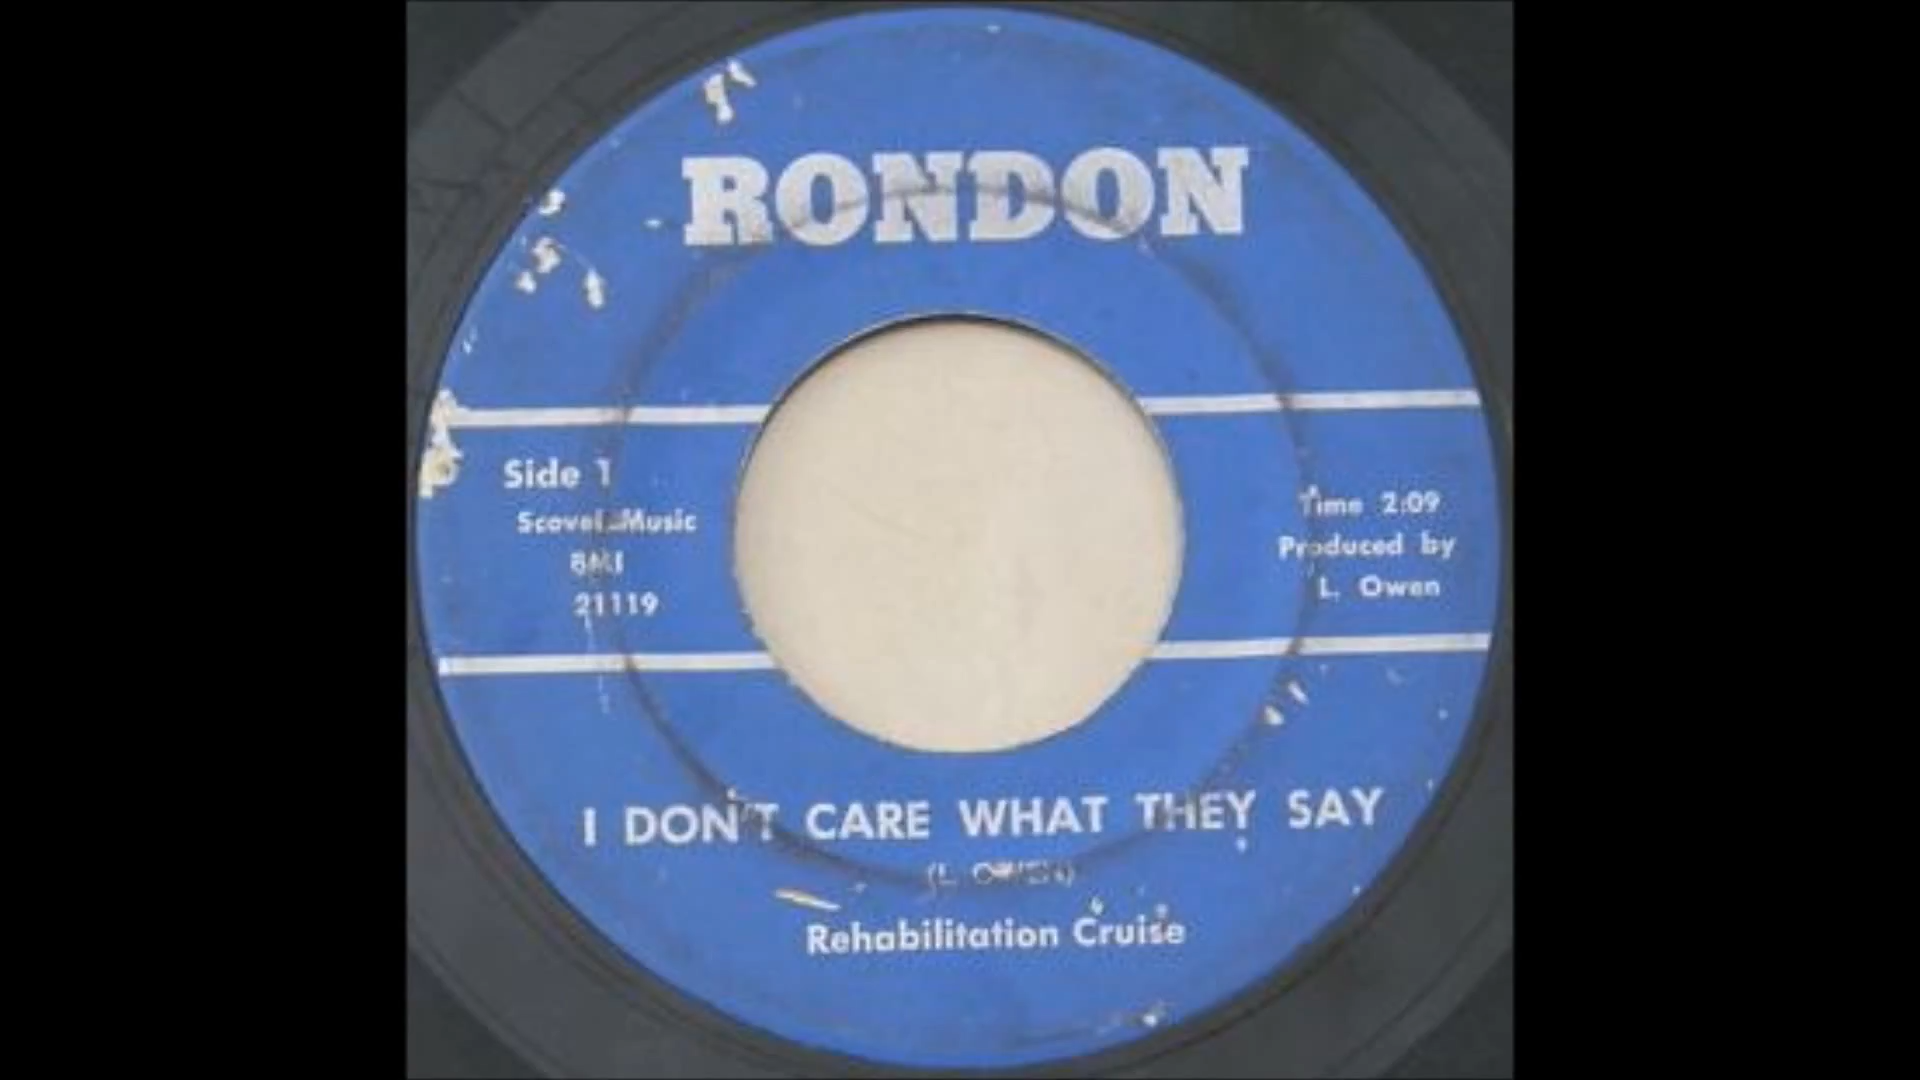 RONDON
Side 1
Music
BMI
21119
Time 2:09
Produced by
L. Owen
I DON'T CARE WHAT THEY SAY
(L. OWEN)
Rehabilitation Cruise